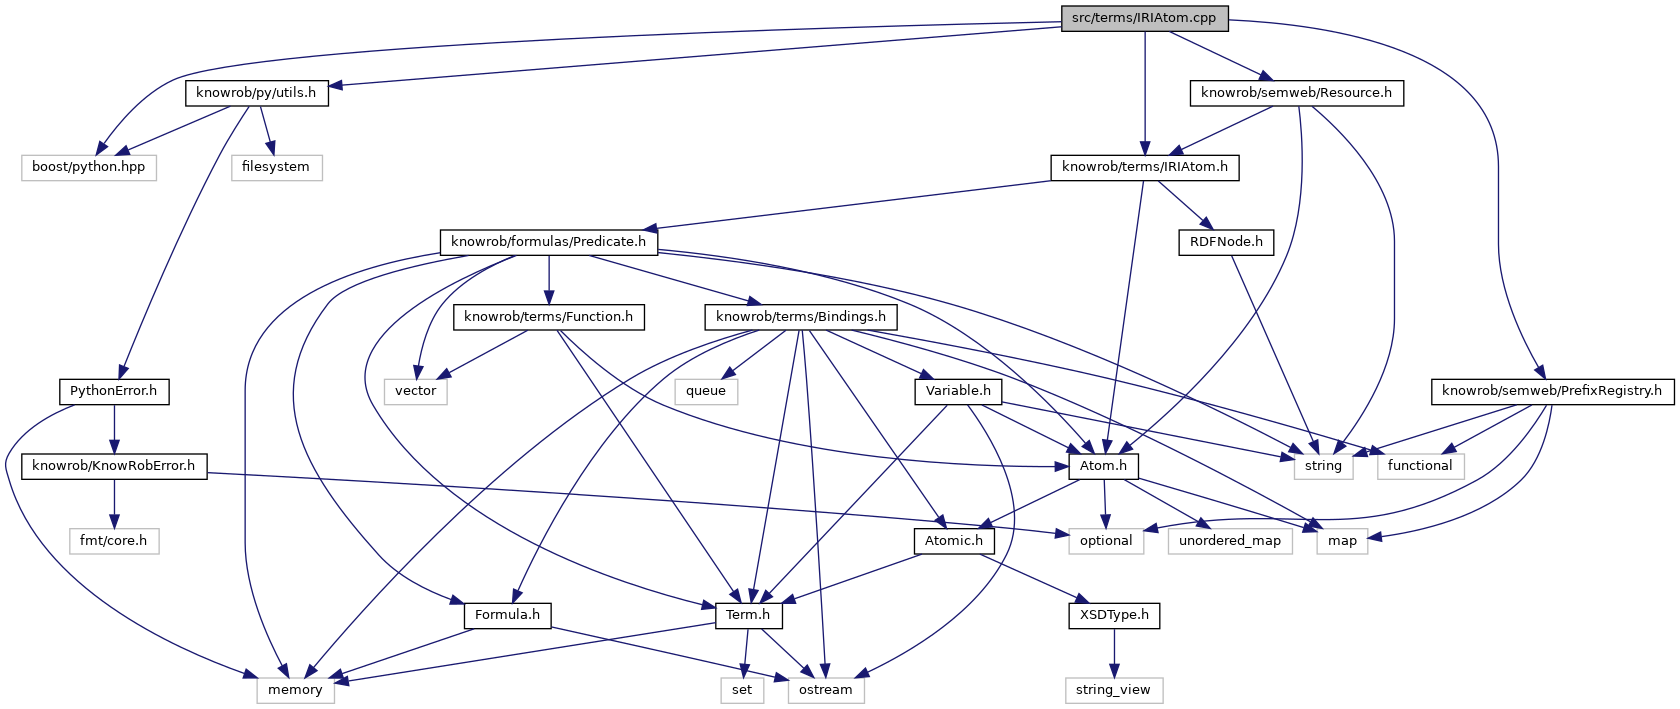 src/terms/IRIAtom.cpp
knowrob/py/utils.h
knowrob/semweb/Resource.h
boost/python.hpp
filesystem
knowrob/terms/IRIAtom.h
knowrob/formulas/Predicate.h
RDFNode.h
knowrob/terms/Function.h
knowrob/terms/Bindings.h
PythonError.h
vector
queue
Variable.h
knowrob/semweb/PrefixRegistry.h
knowrob/KnowRobError.h
Atom.h
string
functional
fmt/core.h
Atomic.h
optional
unordered_map
map
Formula.h
Term.h
XSDType.h
memory
set
ostream
string_view